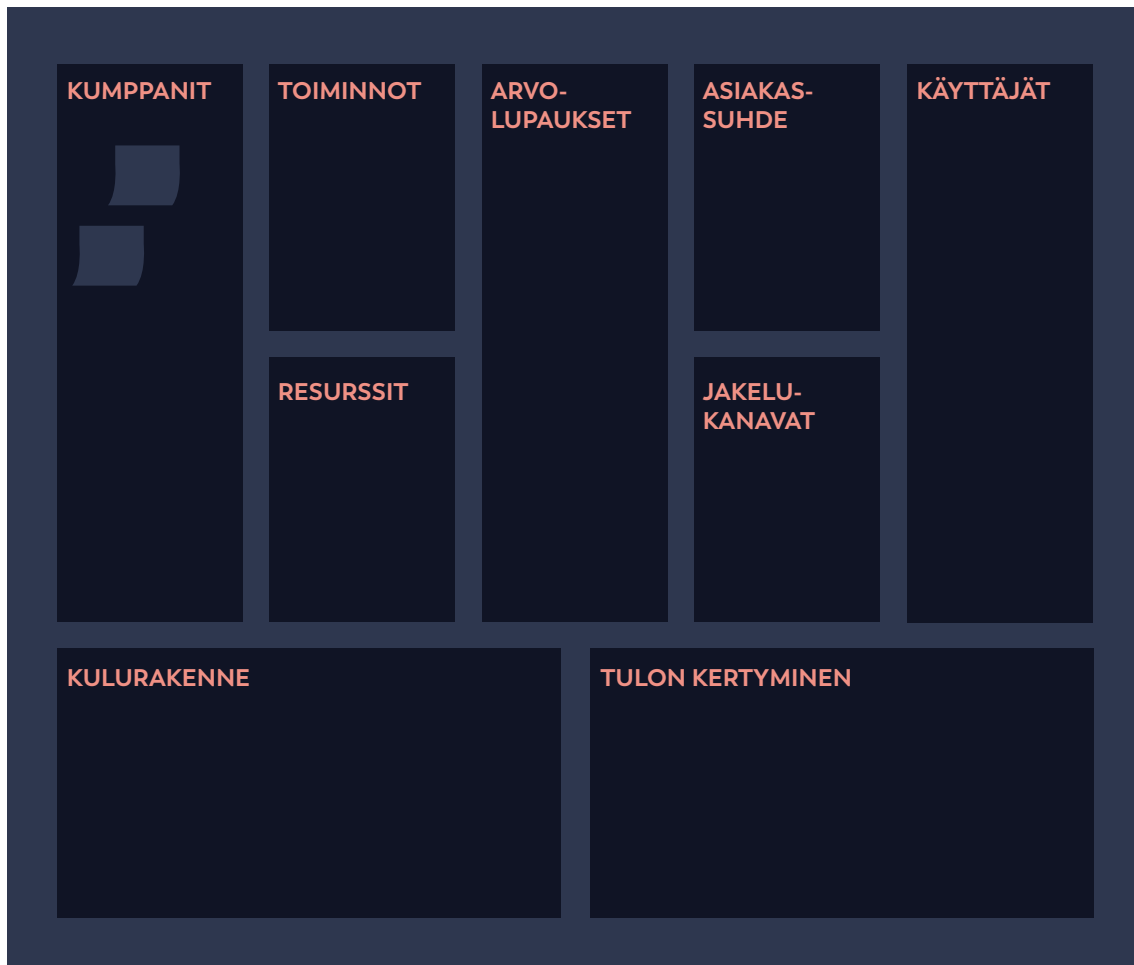 KUMPPANIT
TOIMINNOT
ARVO-
LUPAUKSET
ASIAKAS-
SUHDE
KÄYTTÄJÄT
RESURSSIT
JAKELU-
KANAVAT
KULURAKENNE
TULON KERTYMINEN